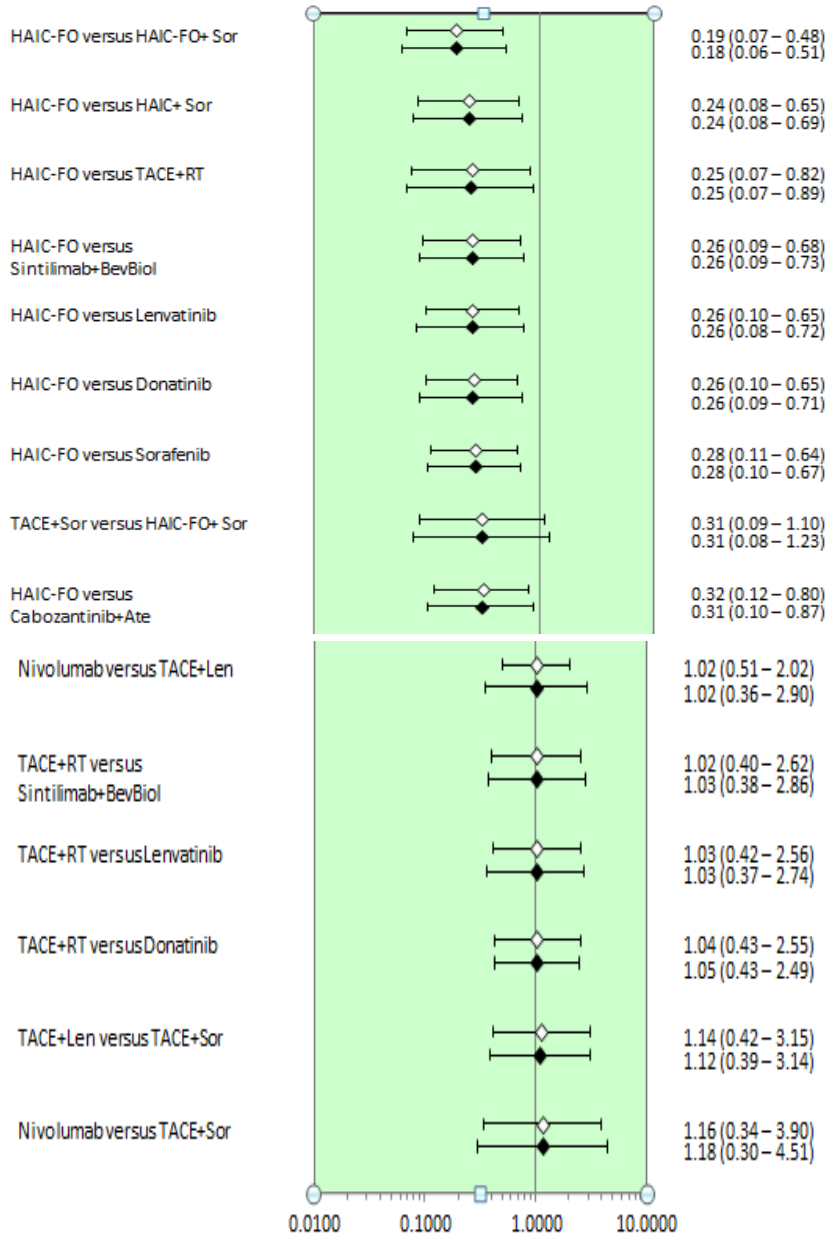 HAIC-FO versus HAIC-FO+ Sor
0.19 (0.07 – 0.48)
0.18 (0.06 – 0.51)
HAIC-FO versus HAIC+ Sor
0.24 (0.08 – 0.65)
0.24 (0.08 – 0.69)
HAIC-FO versus TACE+RT
0.25 (0.07 – 0.82)
0.25 (0.07 – 0.89)
HAIC-FO versus
Sintilimab+BevBiol
0.26 (0.09 – 0.68)
0.26 (0.09 – 0.73)
HAIC-FO versus Lenvatinib
0.26 (0.10 – 0.65)
0.26 (0.08 – 0.72)
HAIC-FO versus Donatinib
0.26 (0.10 – 0.65)
0.26 (0.09 – 0.71)
HAIC-FO versus Sorafenib
0.28 (0.11 – 0.64)
0.28 (0.10 – 0.67)
TACE+Sor versus HAIC-FO+ Sor
0.31 (0.09 – 1.10)
0.31 (0.08 – 1.23)
HAIC-FO versus
Cabozantinib+Ate
0.32 (0.12 – 0.80)
0.31 (0.10 – 0.87)
Nivolumab versus TACE+Len
1.02 (0.51 – 2.02)
1.02 (0.36 – 2.90)
TACE+RT versus
Sintilimab+BevBiol
1.02 (0.40 – 2.62)
1.03 (0.38 – 2.86)
TACE+RT versus Lenvatinib
1.03 (0.42 – 2.56)
1.03 (0.37 – 2.74)
TACE+RT versus Donatinib
1.04 (0.43 – 2.55)
1.05 (0.43 – 2.49)
TACE+Len versus TACE+Sor
1.14 (0.42 – 3.15)
1.12 (0.39 – 3.14)
Nivolumab versus TACE+Sor
1.16 (0.34 – 3.90)
1.18 (0.30 – 4.51)
0.0100 0.1000 1.0000 10.0000